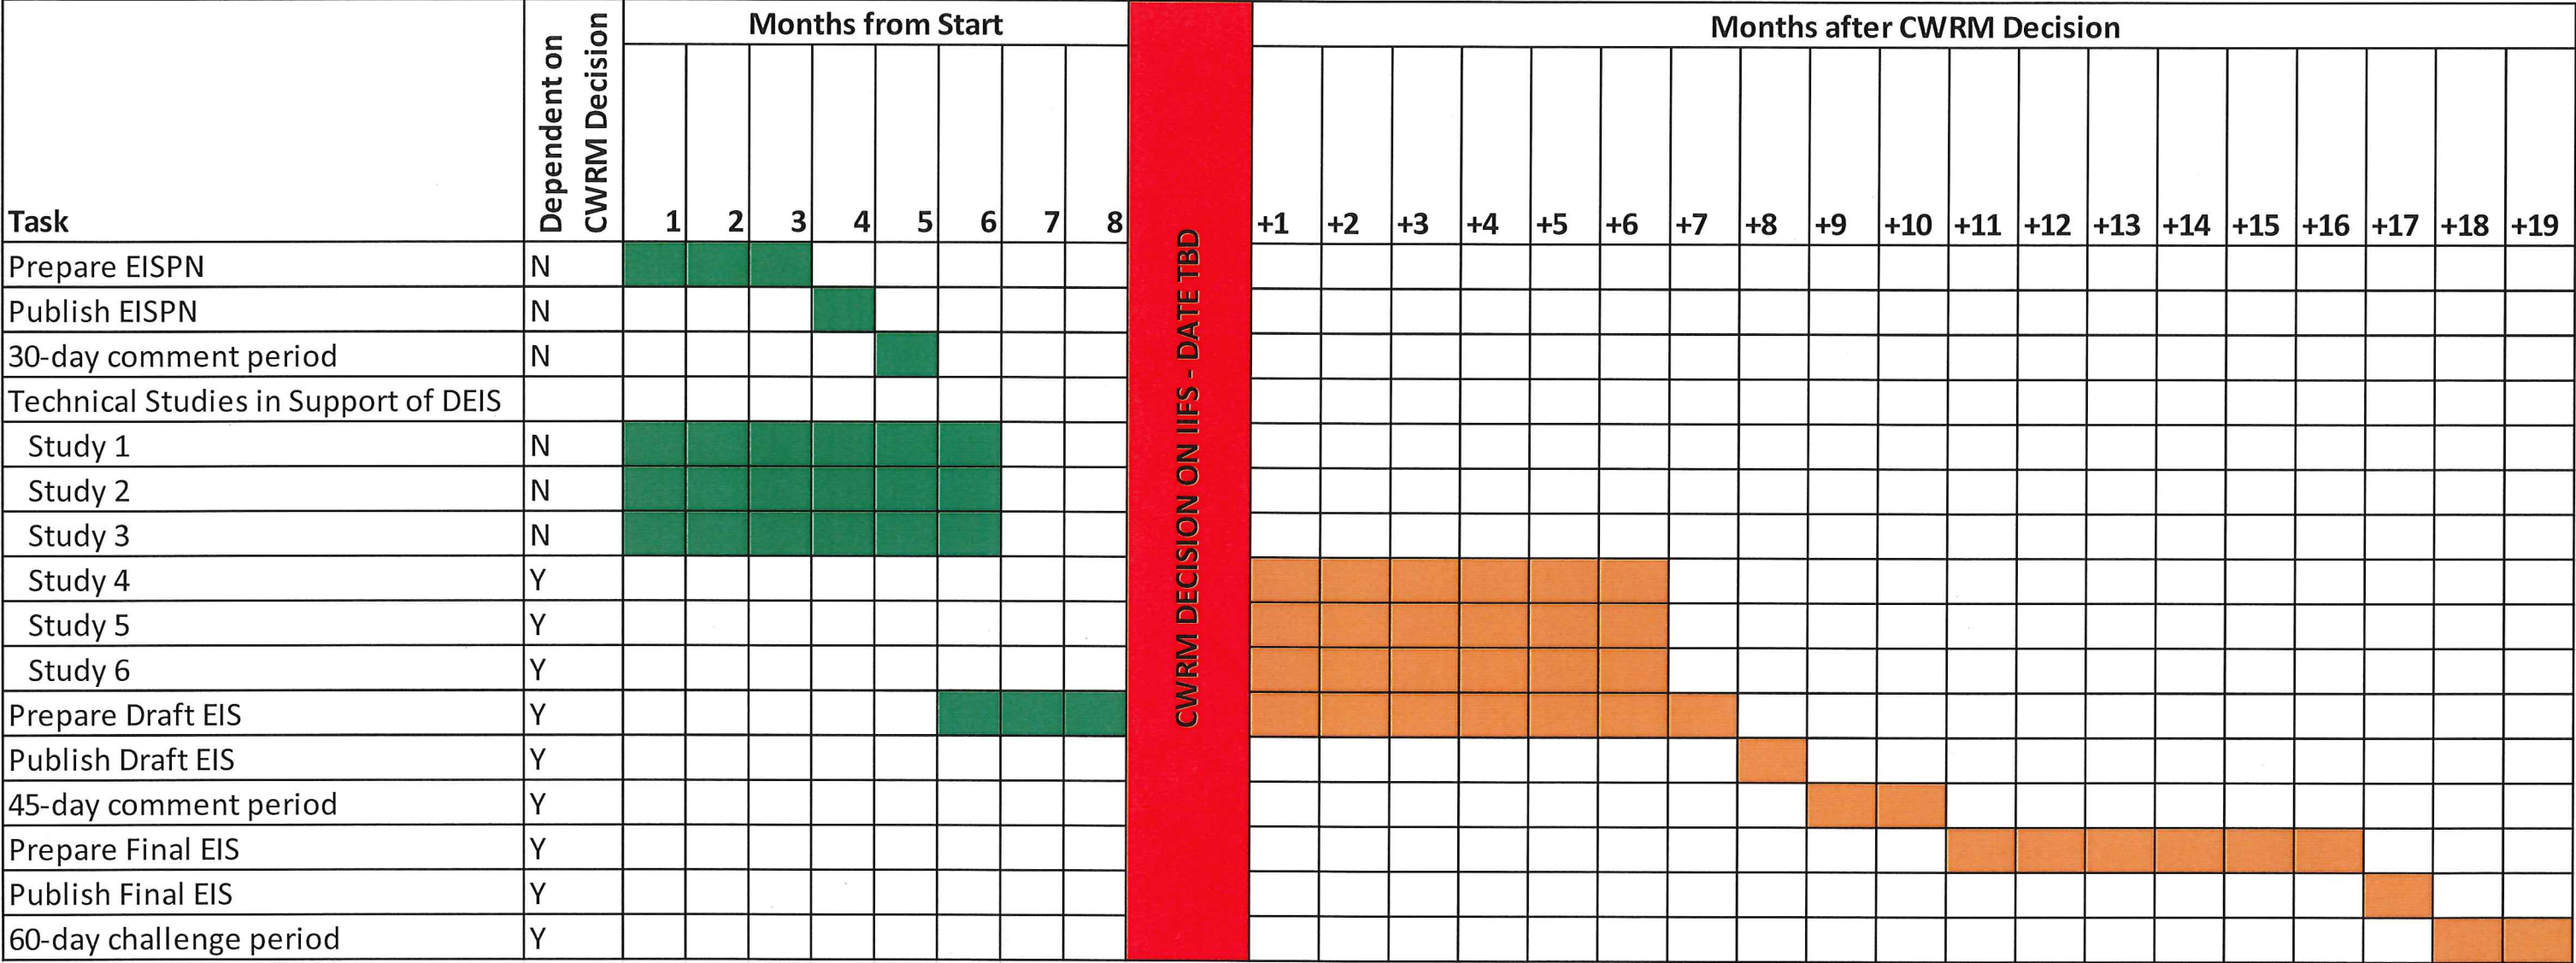 Task
Dependent on
CWRM Decision
Months from Start
1 2 3 4 5 6 7 8
CWRM DECISION ON IIFS - DATE TBD
Months after CWRM Decision
+1 +2 +3 +4 +5 +6 +7 +8 +9 +10 +11 +12 +13 +14 +15 +16 +17 +18 +19
Prepare EISPN N
Publish EISPN N
30-day comment period N
Technical Studies in Support of DEIS
Study 1 N
Study 2 N
Study 3 N
Study 4 Y
Study 5 Y
Study 6 Y
Prepare Draft EIS Y
Publish Draft EIS Y
45-day comment period Y
Prepare Final EIS Y
Publish Final EIS Y
60-day challenge period Y